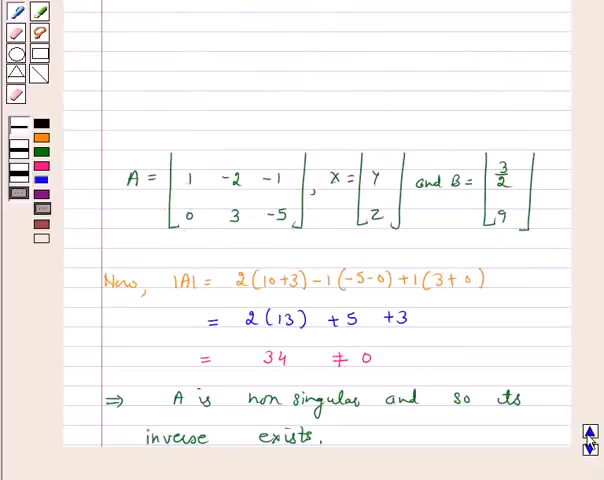 A = [ 1 -2 -1 ], X = [ Y ] and B = [ 3/2 ]
0 3 -5 Z 9
Now, |A| = 2(10+3) -1(-5-0) +1(3+0)
= 2(13) +5 +3
= 34 ≠ 0
⇒ A is non singular and so its
inverse exists.